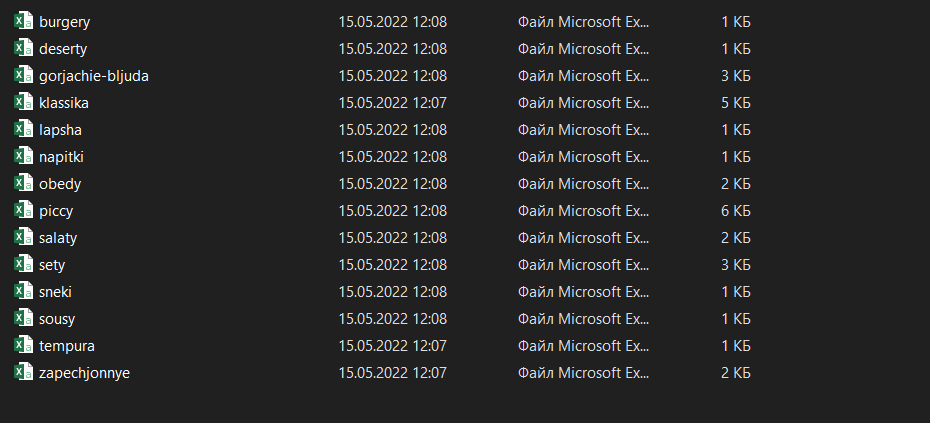 burgery 15.05.2022 12:08 Файл Microsoft Ex... 1 КБ
deserty 15.05.2022 12:08 Файл Microsoft Ex... 1 КБ
gorjachie-bljuda 15.05.2022 12:08 Файл Microsoft Ex... 3 КБ
klassika 15.05.2022 12:07 Файл Microsoft Ex... 5 КБ
lapsha 15.05.2022 12:08 Файл Microsoft Ex... 1 КБ
napitki 15.05.2022 12:08 Файл Microsoft Ex... 1 КБ
obedy 15.05.2022 12:08 Файл Microsoft Ex... 2 КБ
piccy 15.05.2022 12:08 Файл Microsoft Ex... 6 КБ
salaty 15.05.2022 12:08 Файл Microsoft Ex... 2 КБ
sety 15.05.2022 12:08 Файл Microsoft Ex... 3 КБ
sneki 15.05.2022 12:08 Файл Microsoft Ex... 1 КБ
sousy 15.05.2022 12:08 Файл Microsoft Ex... 1 КБ
tempura 15.05.2022 12:07 Файл Microsoft Ex... 1 КБ
zapechjonnye 15.05.2022 12:07 Файл Microsoft Ex... 2 КБ